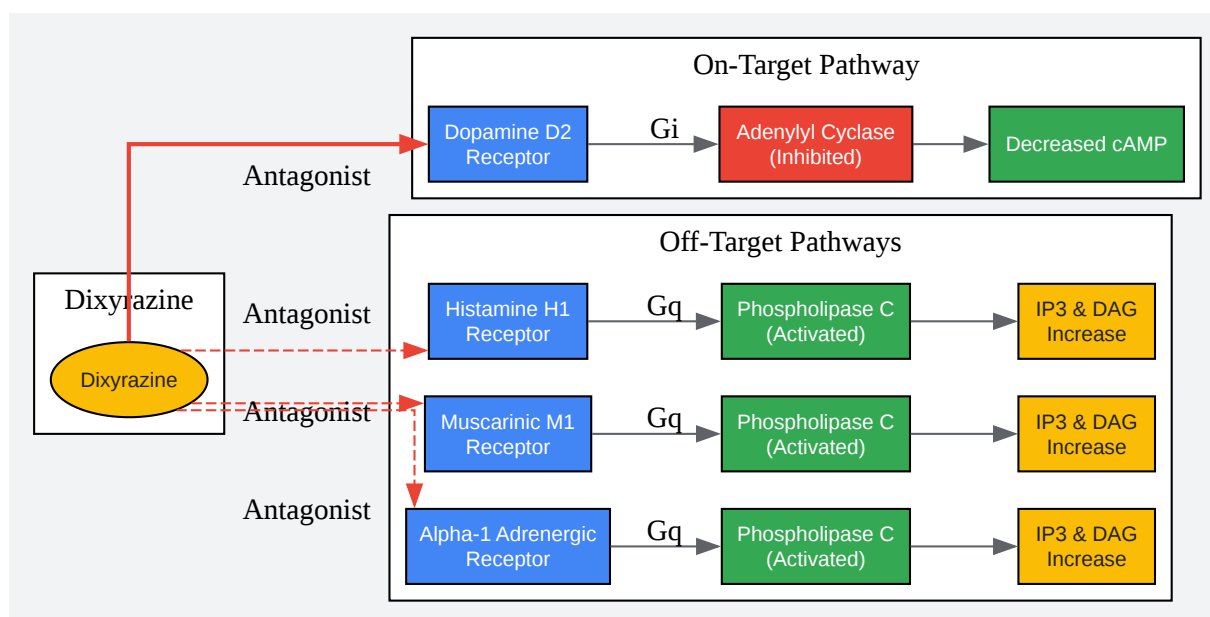 On-Target Pathway
Dopamine D2
Receptor
Gi
Adenylyl Cyclase
(Inhibited)
Decreased cAMP
Antagonist
Off-Target Pathways
Dixyrazine
Dixyrazine
Antagonist
Histamine H1
Receptor
Gq
Phospholipase C
(Activated)
IP3 & DAG
Increase
Antagonist
Muscarinic M1
Receptor
Gq
Phospholipase C
(Activated)
IP3 & DAG
Increase
Antagonist
Alpha-1 Adrenergic
Receptor
Gq
Phospholipase C
(Activated)
IP3 & DAG
Increase